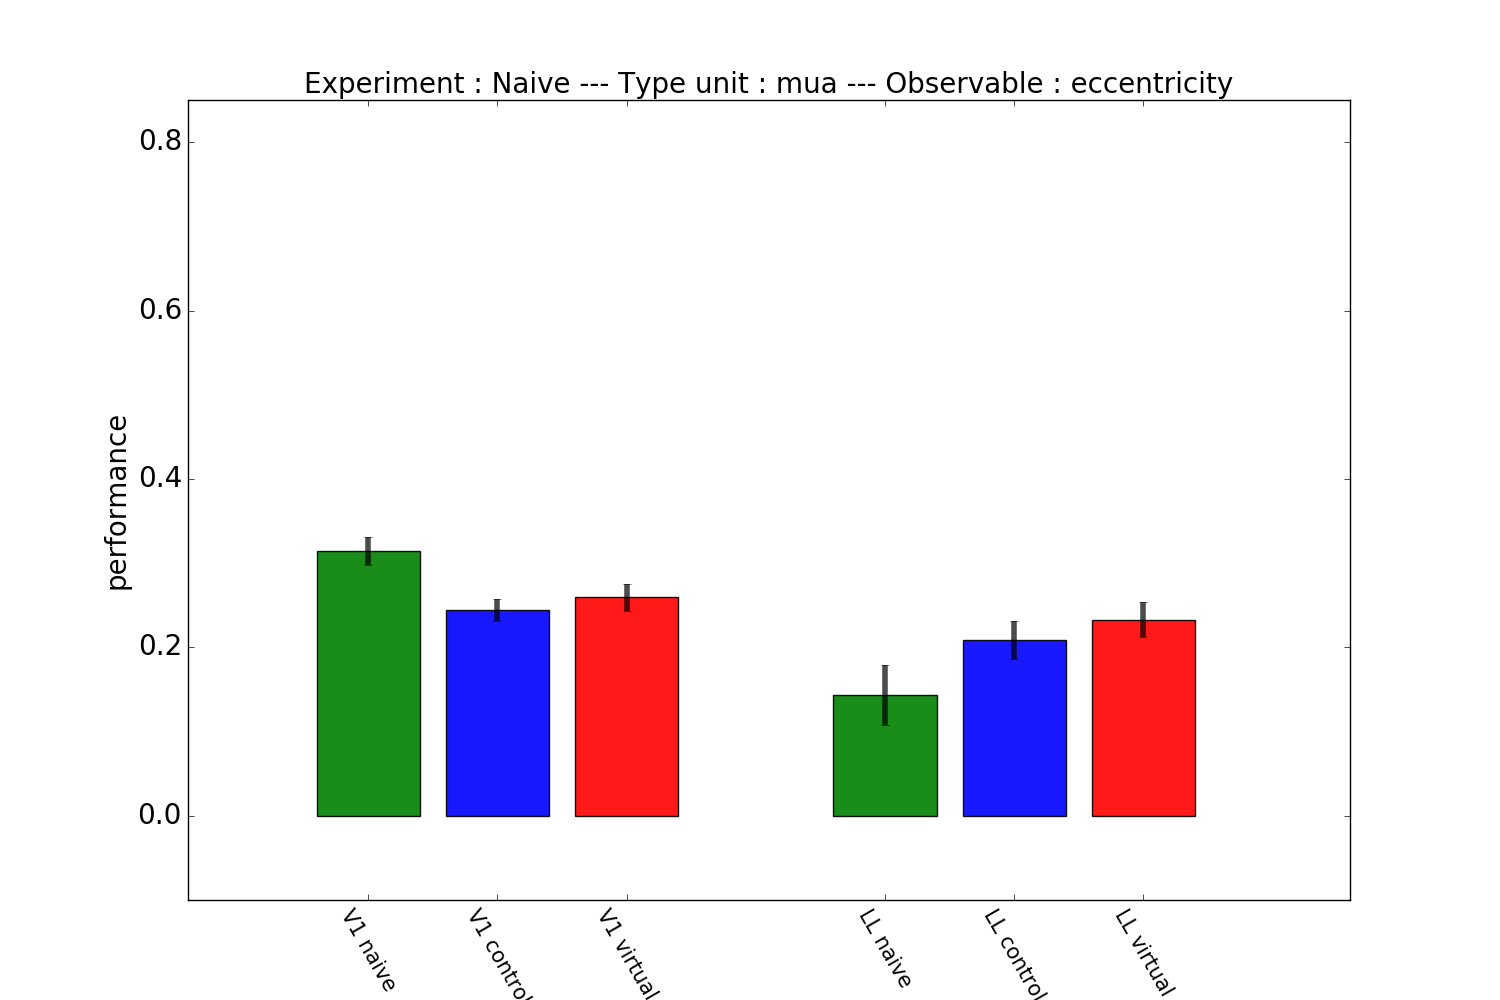 Experiment : Naive --- Type unit : mua --- Observable : eccentricity
0.8
0.6
0.4
0.2
0.0
performance
V1 naive
V1 control
V1 virtual
LL naive
LL control
LL virtual